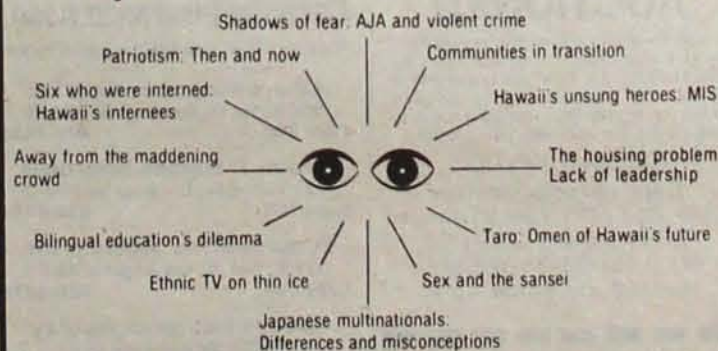 Shadows of fear: AJA and violent crime
Patriotism: Then and now
Communities in transition
Six who were interned:
Hawaii's internees
Hawaii's unsung heroes: MIS
Away from the maddening
crowd
The housing problem
Lack of leadership
Bilingual education's dilemma
Taro: Omen of Hawaii's future
Ethnic TV on thin ice
Sex and the sansei
Japanese multinationals:
Differences and misconceptions